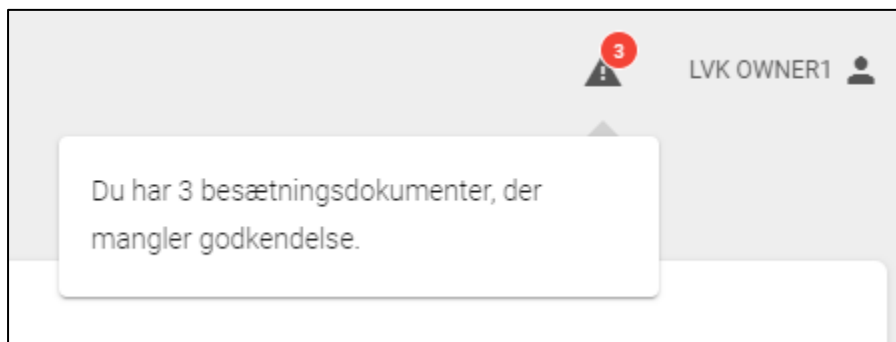 3
LVK OWNER1
Du har 3 besætningsdokumenter, der
mangler godkendelse.